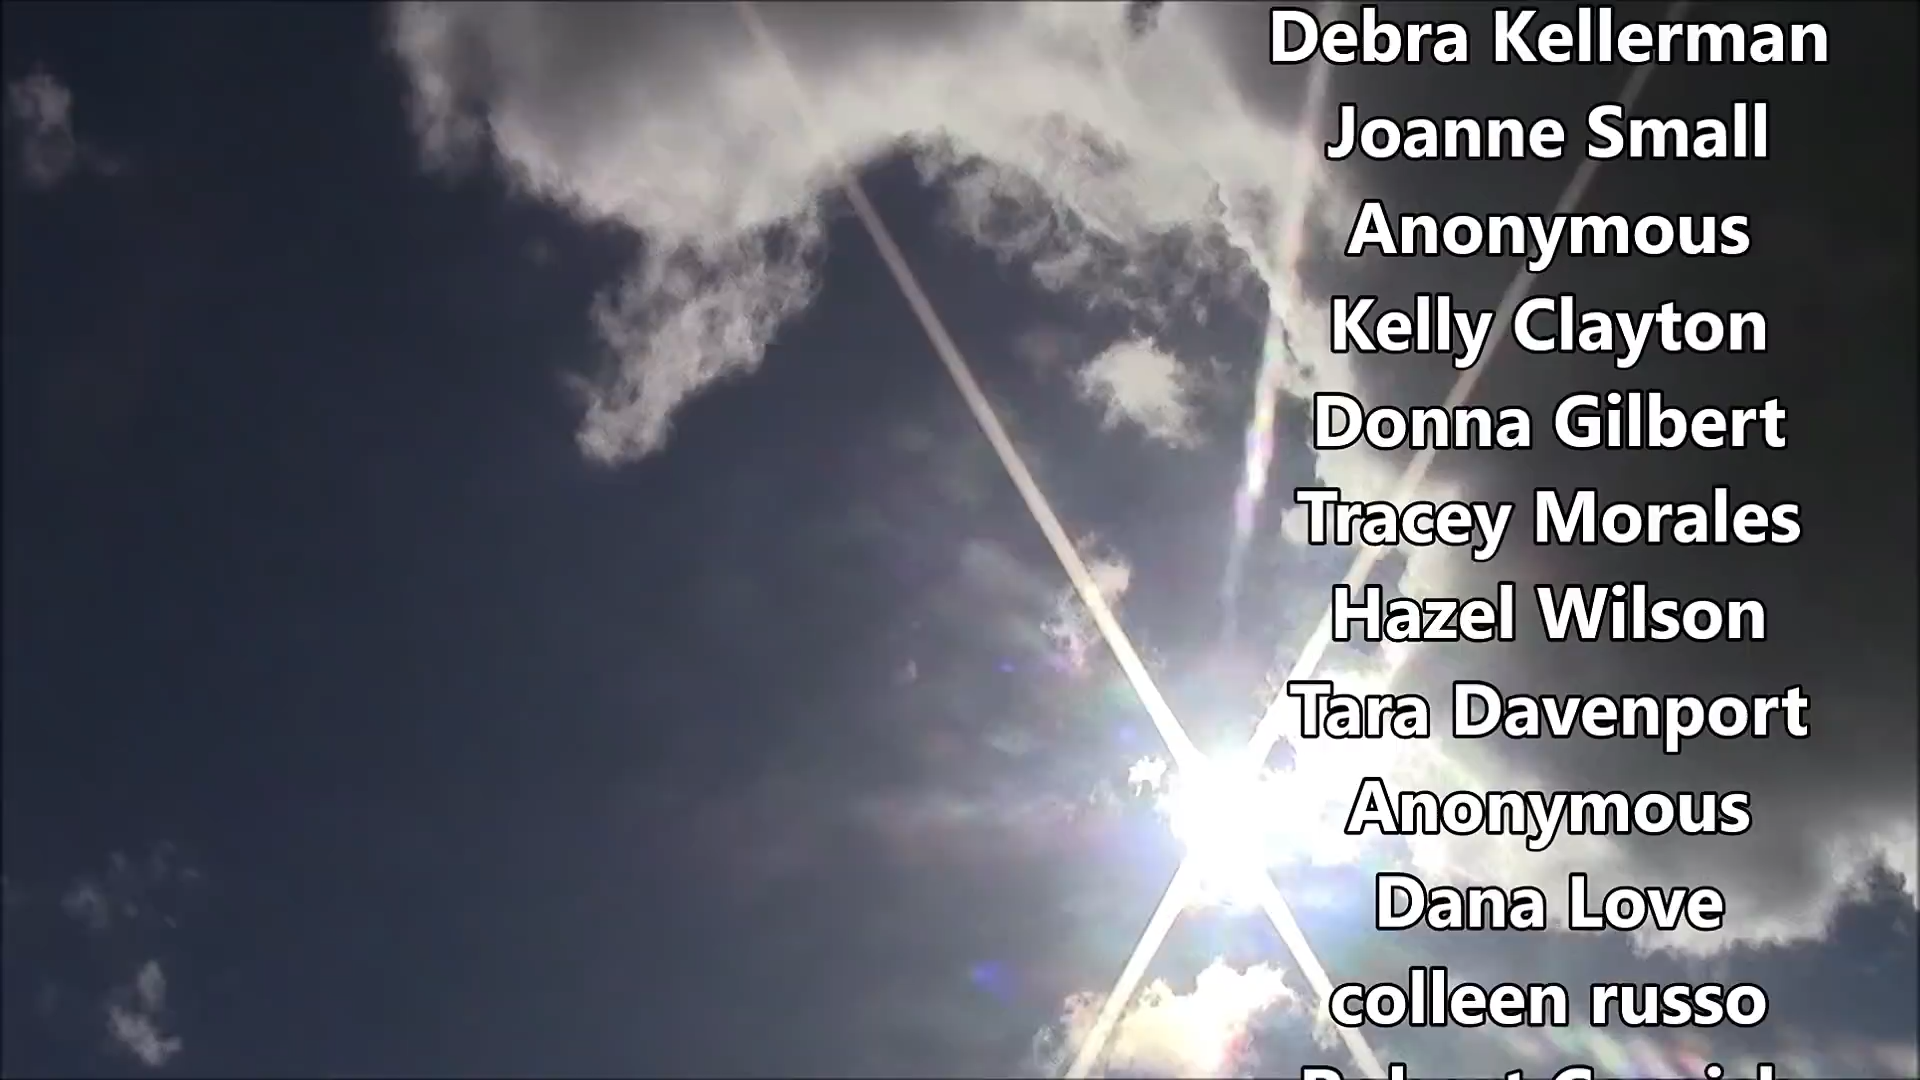 Debra Kellerman
Joanne Small
Anonymous
Kelly Clayton
Donna Gilbert
Tracey Morales
Hazel Wilson
Tara Davenport
Anonymous
Dana Love
colleen russo
Robert